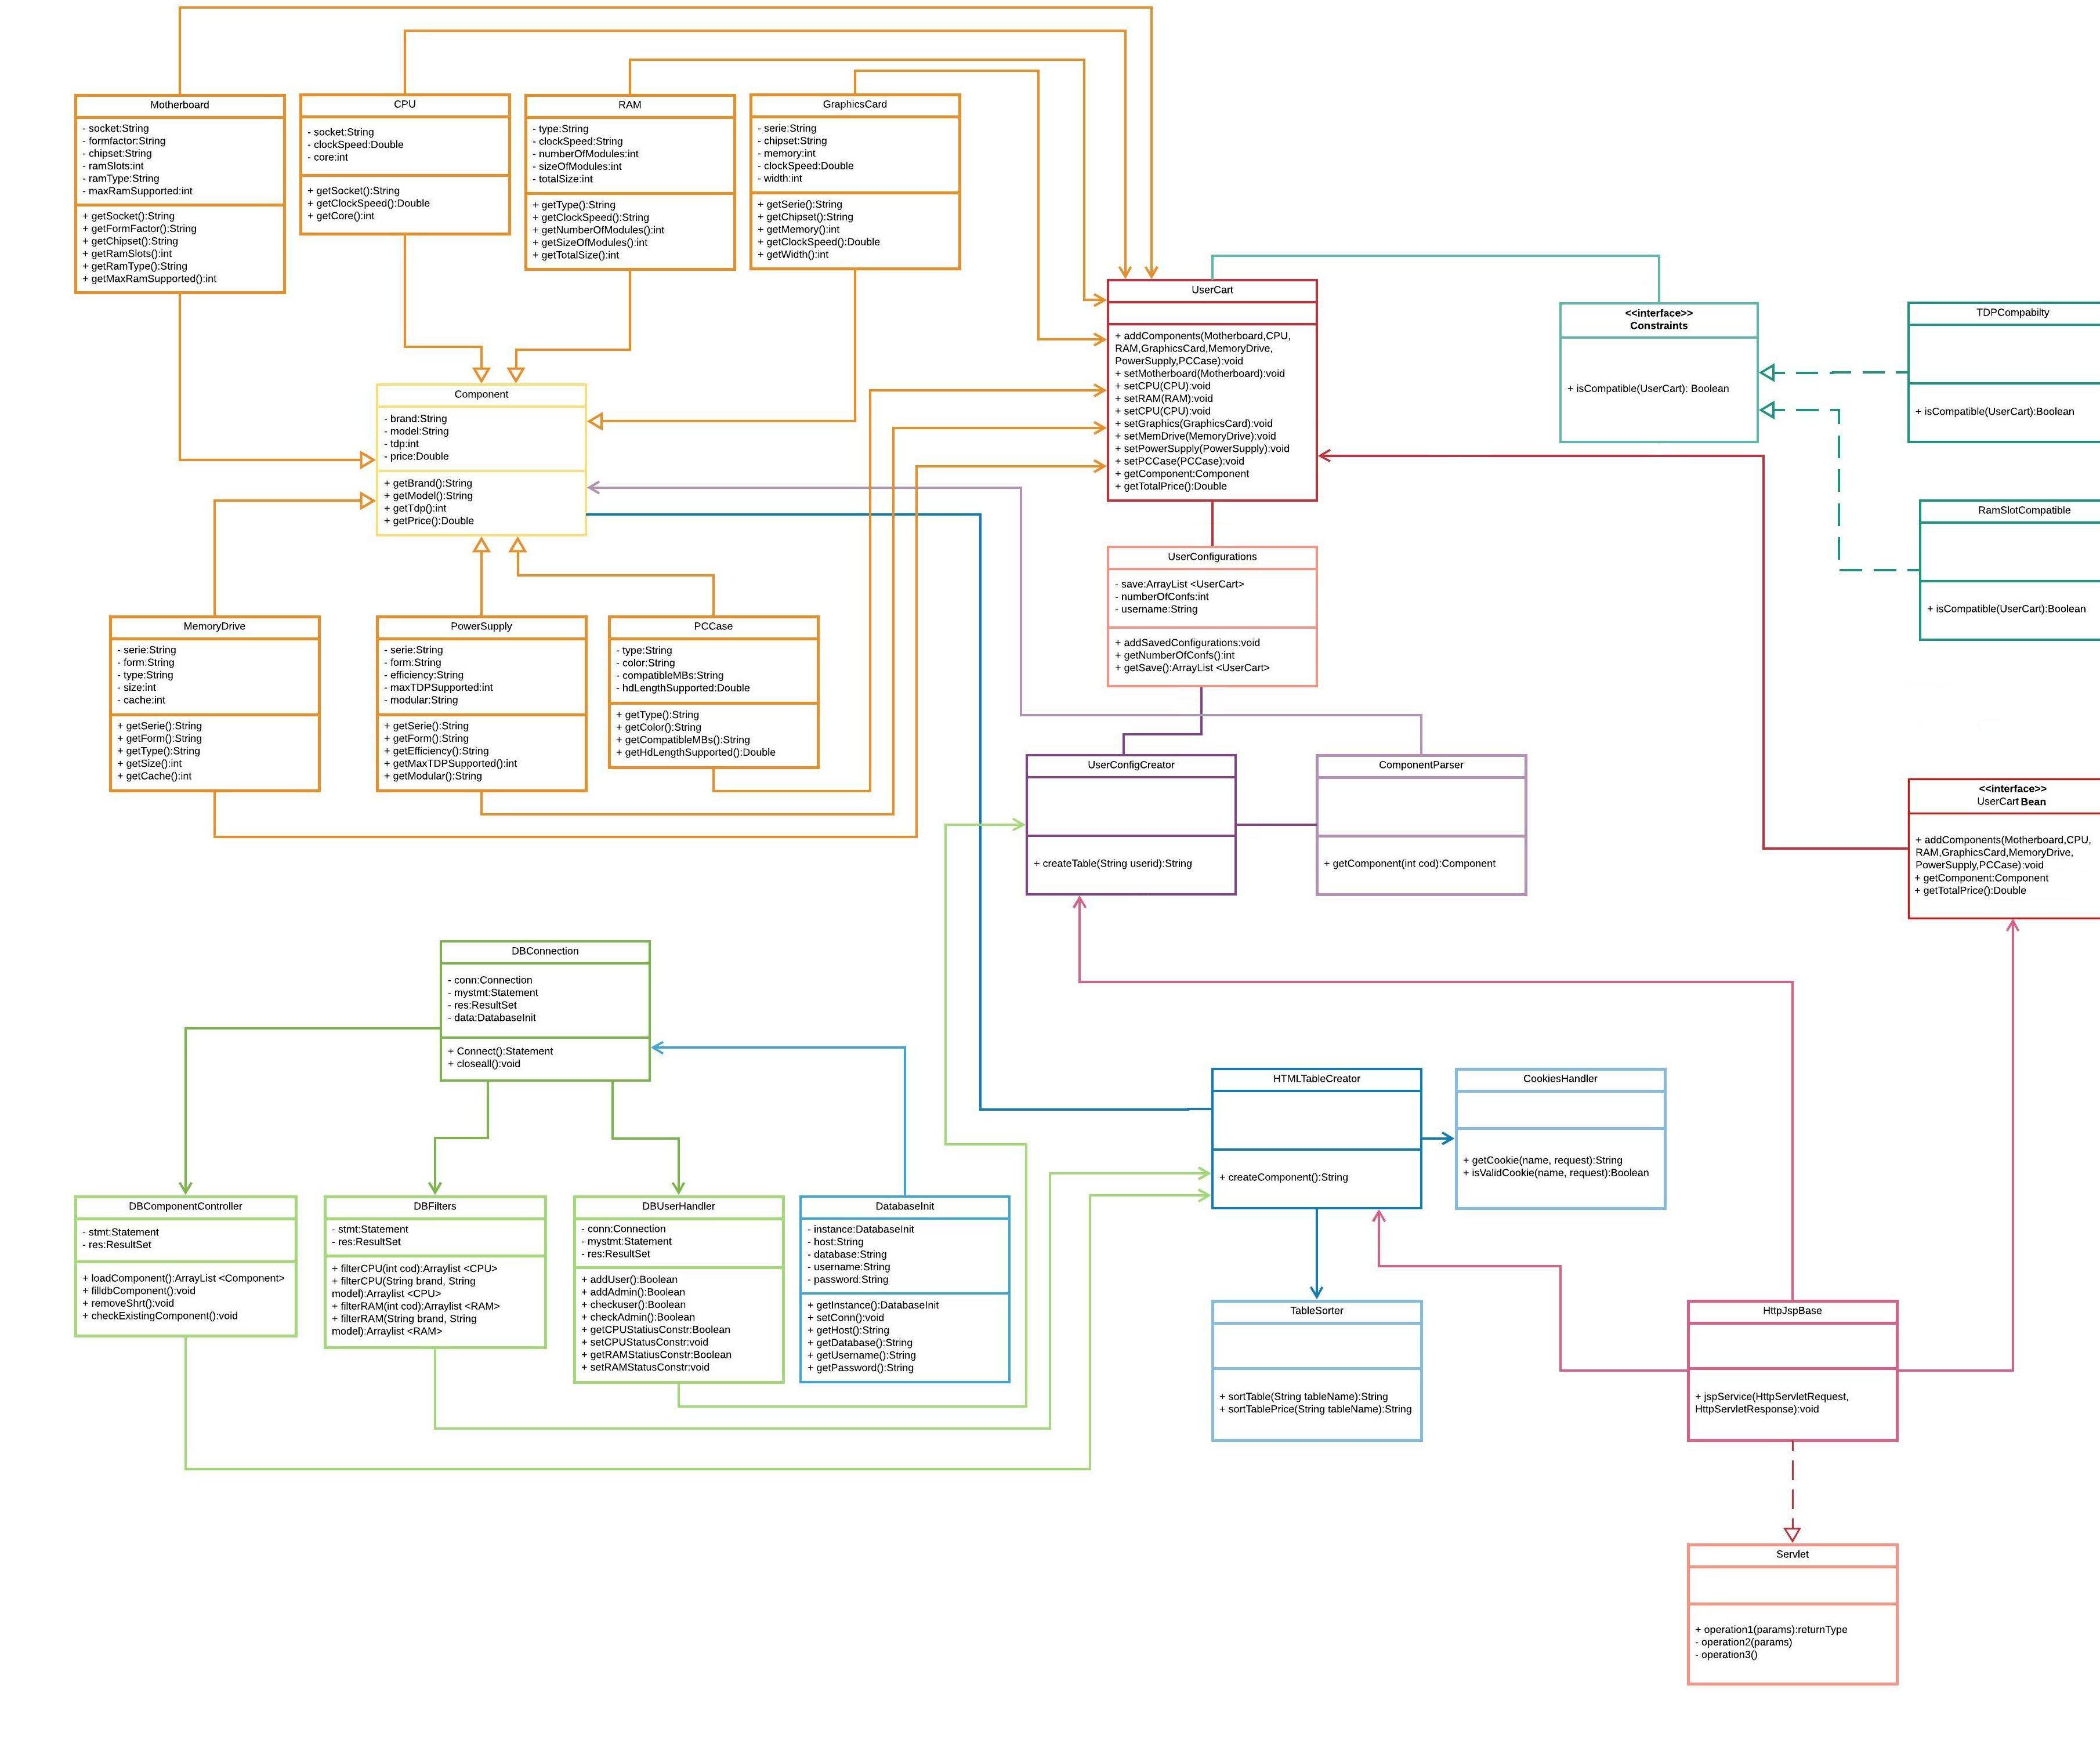 Motherboard
- socket:String
- formfactor:String
- chipset:String
- ramSlots:int
- ramType:String
- maxRamSupported:int
+ getSocket():String
+ getFormFactor():String
+ getChipset():String
+ getRamSlots():int
+ getRamType():String
+ getMaxRamSupported():int
CPU
- socket:String
- clockSpeed:Double
- core:int
+ getSocket():String
+ getClockSpeed():Double
+ getCore():int
RAM
- type:String
- clockSpeed:String
- numberOfModules:int
- sizeOfModules:int
- totalSize:int
+ getType():String
+ getClockSpeed():String
+ getNumberOfModules():int
+ getSizeOfModules():int
+ getTotalSize():int
GraphicsCard
- serie:String
- chipset:String
- memory:int
- clockSpeed:Double
- width:int
+ getSerie():String
+ getChipset():String
+ getMemory():int
+ getClockSpeed():Double
+ getWidth():int
UserCart
+ addComponents(Motherboard,CPU,
RAM,GraphicsCard,MemoryDrive,
PowerSupply,PCCase):void
+ setMotherboard(Motherboard):void
+ setCPU(CPU):void
+ setRAM(RAM):void
+ setCPU(CPU):void
+ setGraphics(GraphicsCard):void
+ setMemDrive(MemoryDrive):void
+ setPowerSupply(PowerSupply):void
+ setPCCase(PCCase):void
+ getComponent:Component
+ getTotalPrice():Double
<<interface>>
Constraints
+ isCompatible(UserCart): Boolean
TDPCompabilty
+ isCompatible(UserCart):Boolean
Component
- brand:String
- model:String
- tdp:int
- price:Double
+ getBrand():String
+ getModel():String
+ getTdp():int
+ getPrice():Double
RamSlotCompatible
+ isCompatible(UserCart):Boolean
UserConfigurations
- save:ArrayList <UserCart>
- numberOfConfs:int
- username:String
+ addSavedConfigurations:void
+ getNumberOfConfs():int
+ getSave():ArrayList <UserCart>
MemoryDrive
- serie:String
- form:String
- type:String
- size:int
- cache:int
+ getSerie():String
+ getForm():String
+ getType():String
+ getSize():int
+ getCache():int
PowerSupply
- serie:String
- form:String
- efficiency:String
- maxTDPSupported:int
- modular:String
+ getSerie():String
+ getForm():String
+ getEfficiency():String
+ getMaxTDPSupported():int
+ getModular():String
PCCase
- type:String
- color:String
- compatibleMBs:String
- hdLengthSupported:Double
+ getType():String
+ getColor():String
+ getCompatibleMBs():String
+ getHdLengthSupported():Double
UserConfigCreator
+ createTable(String userid):String
ComponentParser
+ getComponent(int cod):Component
<<interface>>
UserCart Bean
+ addComponents(Motherboard,CPU,
RAM,GraphicsCard,MemoryDrive,
PowerSupply,PCCase):void
+ getComponent:Component
+ getTotalPrice():Double
DBConnection
- conn:Connection
- mystmt:Statement
- res:ResultSet
- data:DatabaseInit
+ Connect():Statement
+ closeall():void
HTMLTableCreator
+ createComponent():String
CookiesHandler
+ getCookie(name, request):String
+ isValidCookie(name, request):Boolean
DBComponentController
- stmt:Statement
- res:ResultSet
+ loadComponent():ArrayList <Component>
+ filldbComponent():void
+ removeShrt():void
+ checkExistingComponent():void
DBFilters
- stmt:Statement
- res:ResultSet
+ filterCPU(int cod):Arraylist <CPU>
+ filterCPU(String brand, String
model):Arraylist <CPU>
+ filterRAM(int cod):Arraylist <RAM>
+ filterRAM(String brand, String
model):Arraylist <RAM>
DBUserHandler
- conn:Connection
- mystmt:Statement
- res:ResultSet
+ addUser():Boolean
+ addAdmin():Boolean
+ checkuser():Boolean
+ checkAdmin():Boolean
+ getCPUStatiusConstr:Boolean
+ setCPUStatusConstr:void
+ getRAMStatiusConstr:Boolean
+ setRAMStatusConstr:void
DatabaseInit
- instance:DatabaseInit
- host:String
- database:String
- username:String
- password:String
+ getInstance():DatabaseInit
+ setConn():void
+ getHost():String
+ getDatabase():String
+ getUsername():String
+ getPassword():String
TableSorter
+ sortTable(String tableName):String
+ sortTablePrice(String tableName):String
HttpJspBase
+ jspService(HttpServletRequest,
HttpServletResponse):void
Servlet
+ operation1(params):returnType
- operation2(params)
- operation3()